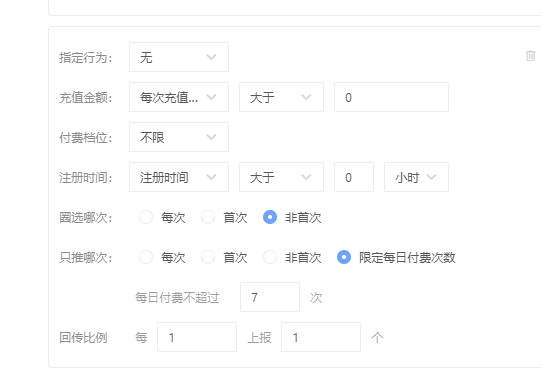 指定行为： 无
充值金额： 每次充值... 大于 0
付费档位： 不限
注册时间： 注册时间 大于 0 小时
圈选哪次： 每次 首次 非首次
只推哪次： 每次 首次 非首次 限定每日付费次数
每日付费不超过 7 次
回传比例 每 1 上报 1 个